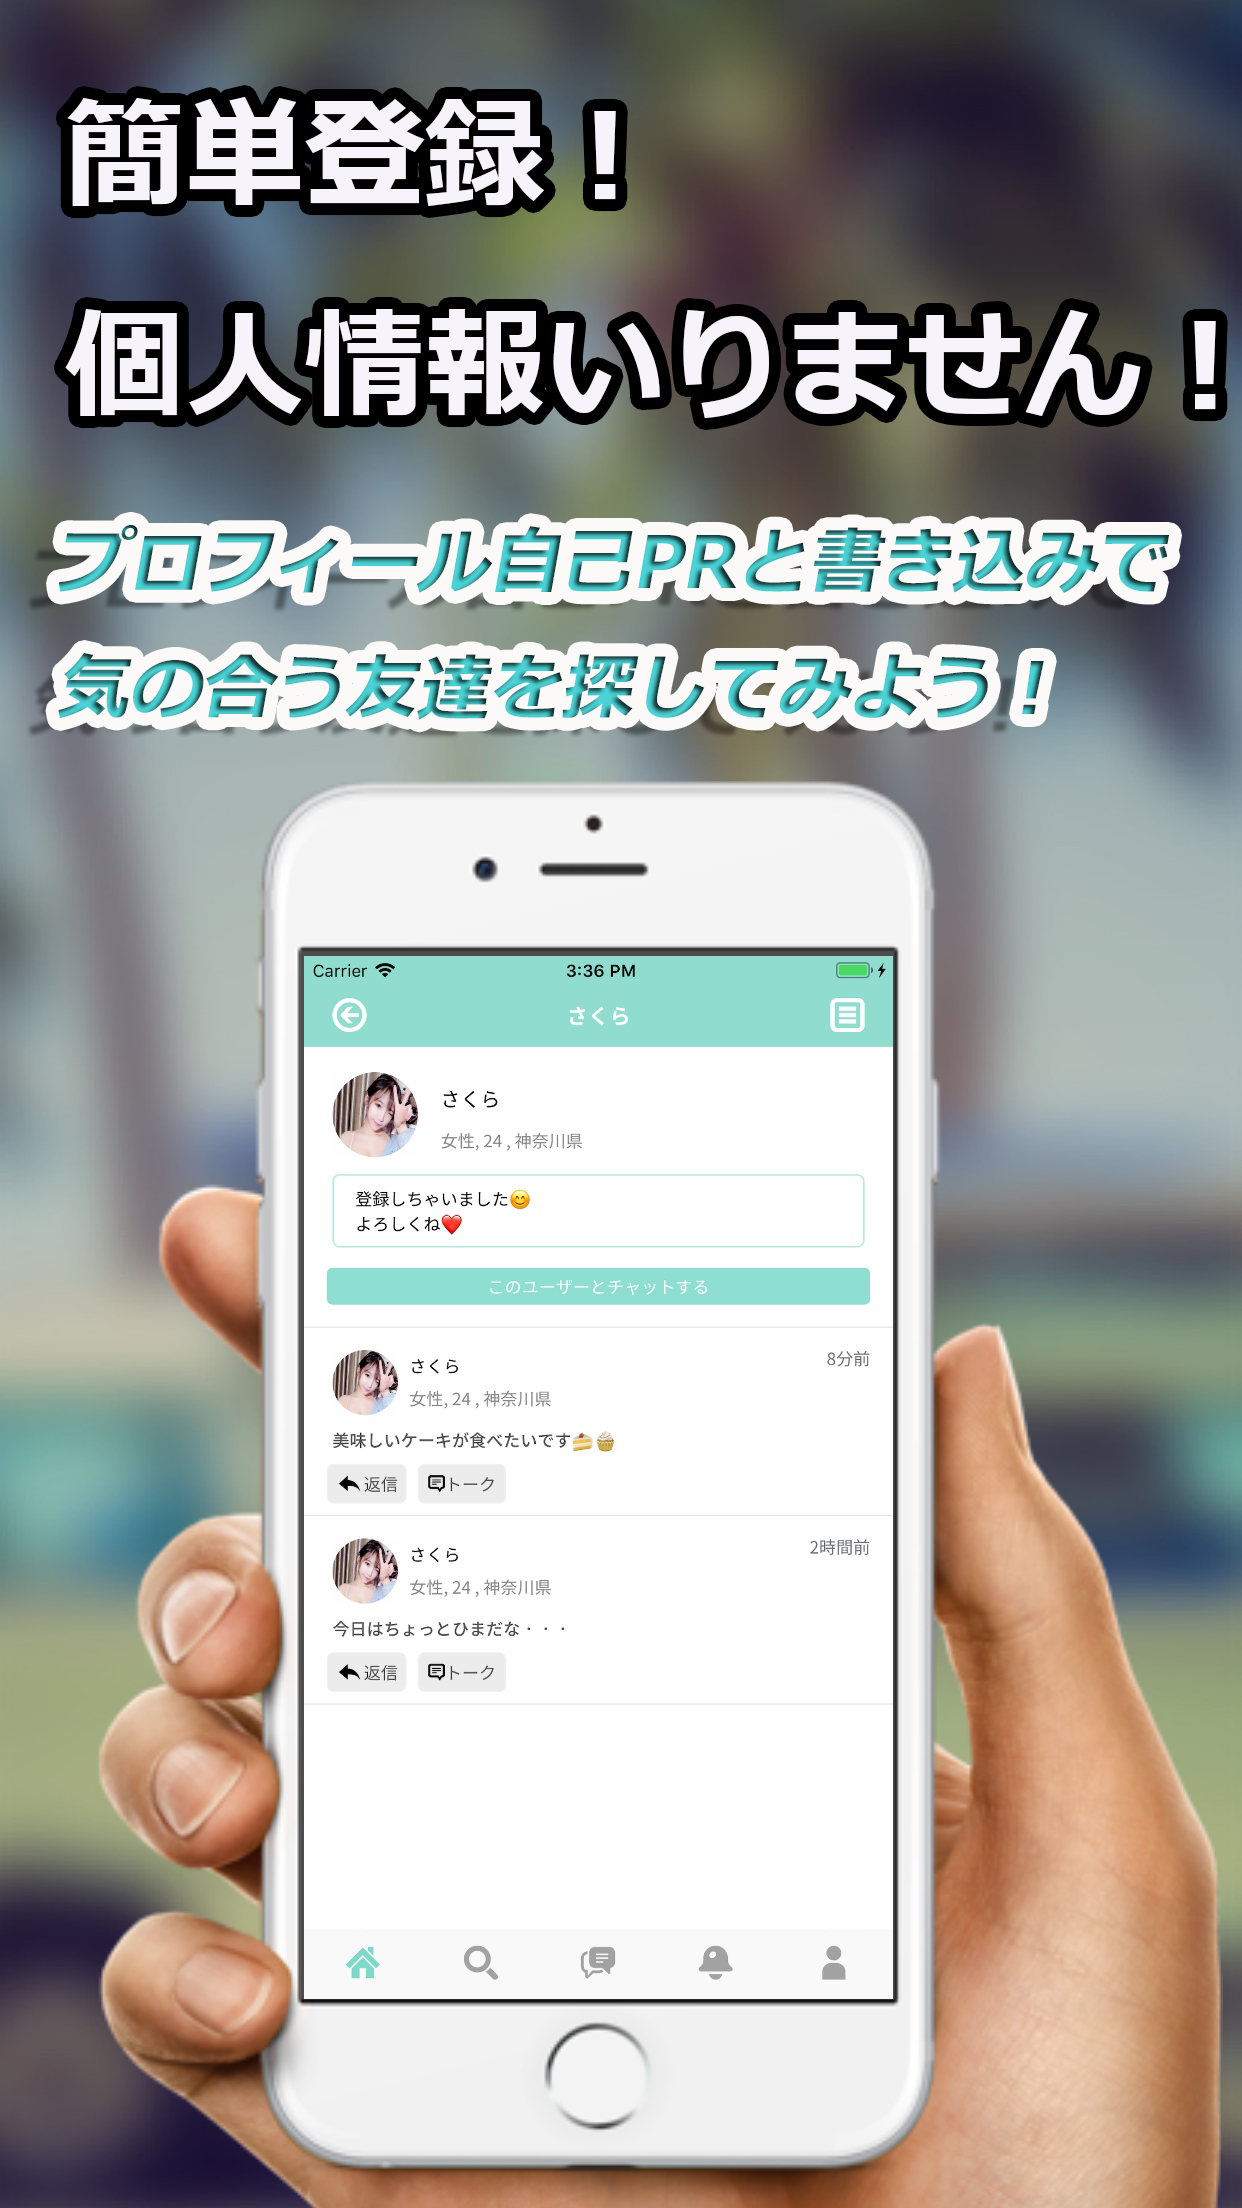 簡単登録！
個人情報いりません！
プロフィール自己PRと書き込みで
気の合う友達を探してみよう！
Carrier 3:36 PM
さくら
さくら
女性, 24 , 神奈川県
登録しちゃいました😊
よろしくね❤️
このユーザーとチャットする
さくら 8分前
女性, 24 , 神奈川県
美味しいケーキが食べたいです🍰🧁
返信 トーク
さくら 2時間前
女性, 24 , 神奈川県
今日はちょっとひまだな・・・
返信 トーク